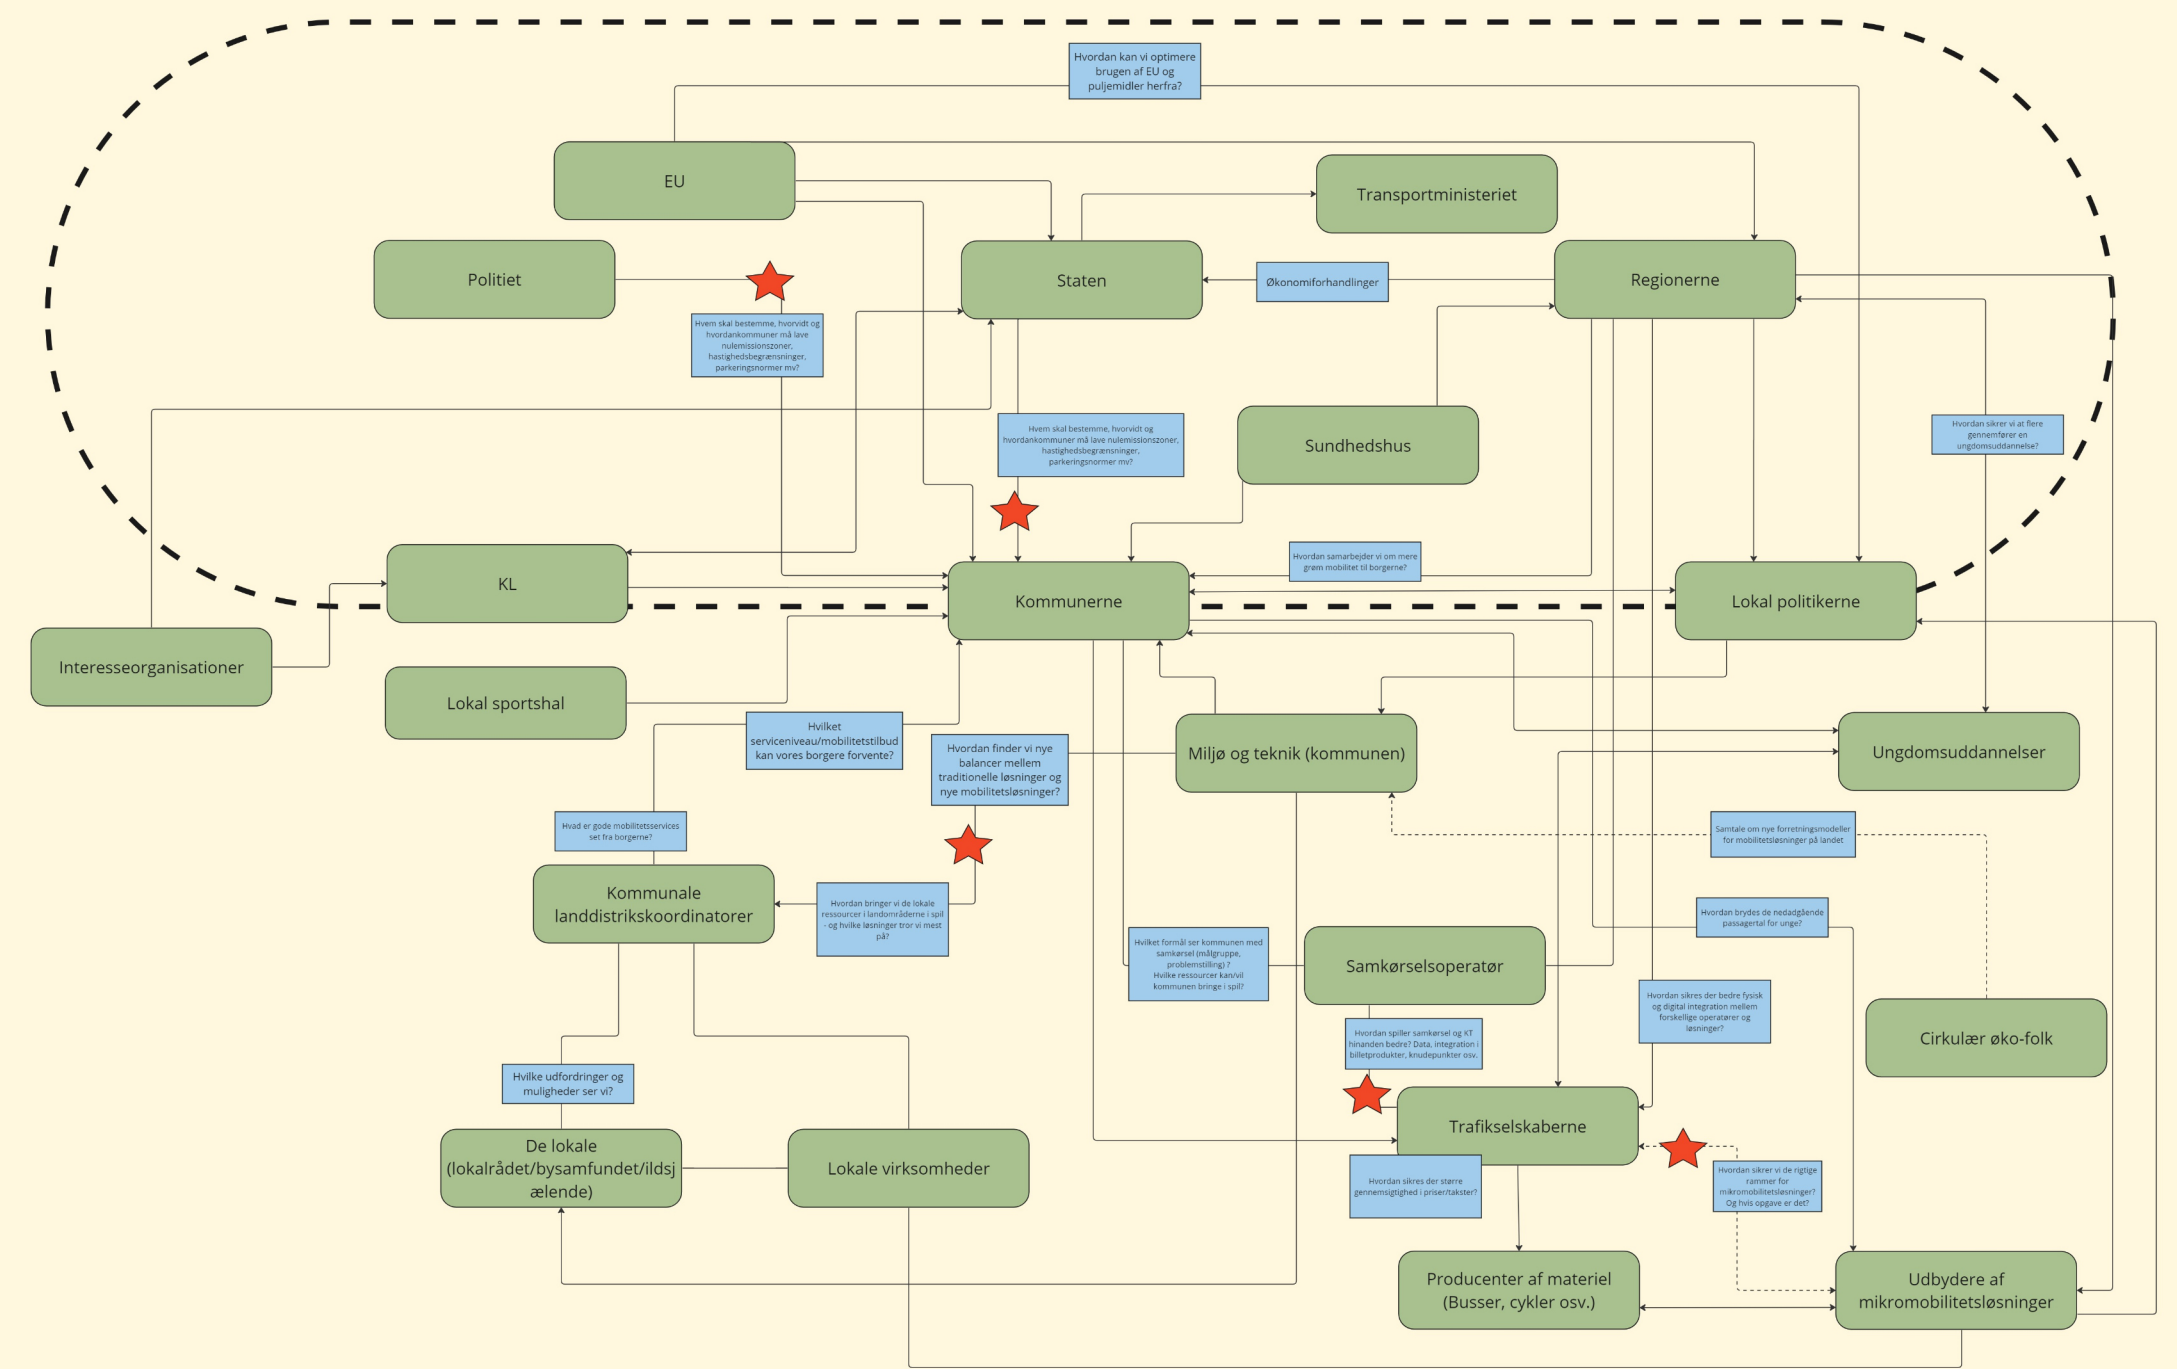 Hvordan kan vi optimere
brugen af EU og
puljemidler herfra?
EU
Transportministeriet
Politiet
Staten
Økonomiforhandlinger
Regionerne
Hvem skal bestemme, hvorvidt og
hvordankommuner må lave
nulemissionszoner,
hastighedsbegrænsninger,
parkeringsnormer mv?
Hvem skal bestemme, hvorvidt og
hvordankommuner må lave nulemissionszoner,
hastighedsbegrænsninger,
parkeringsnormer mv?
Sundhedshus
Hvordan sikrer vi at flere
gennemfører en
ungdomsuddannelse?
KL
Hvordan samarbejder vi om mere
grøm mobilitet til borgerne?
Kommunerne
Lokal politikerne
Interesseorganisationer
Lokal sportshal
Hvilket
serviceniveau/mobilitetstilbud
kan vores borgere forvente?
Hvordan finder vi nye
balancer mellem
traditionelle løsninger og
nye mobilitetsløsninger?
Miljø og teknik (kommunen)
Ungdomsuddannelser
Hvad er gode mobilitetsservices
set fra borgerne?
Samtale om nye forretningsmodeller
for mobilitetsløsninger på landet
Kommunale
landdistrikskoordinatorer
Hvordan bringer vi de lokale
ressourcer i landområderne i spil
- og hvilke løsninger tror vi mest
på?
Hvordan brydes de nedadgående
passagertal for unge?
Hvilket formål ser kommunen med
samkørsel (målgruppe,
problemstilling) ?
Hvilke ressourcer kan/vil
kommunen bringe i spil?
Samkørselsoperatør
Hvordan sikres der bedre fysisk
og digital integration mellem
forskellige operatører og
løsninger?
Hvordan spiller samkørsel og KT
hinanden bedre? Data, integration i
billetprodukter, knudepunkter osv.
Cirkulær øko-folk
Hvilke udfordringer og
muligheder ser vi?
Trafikselskaberne
De lokale
(lokalrådet/bysamfundet/ildsj
ælende)
Lokale virksomheder
Hvordan sikres der større
gennemsigtighed i priser/takster?
Hvordan sikrer vi de rigtige
rammer for
mikromobilitetsløsninger?
Og hvis opgave er det?
Producenter af materiel
(Busser, cykler osv.)
Udbydere af
mikromobilitetsløsninger